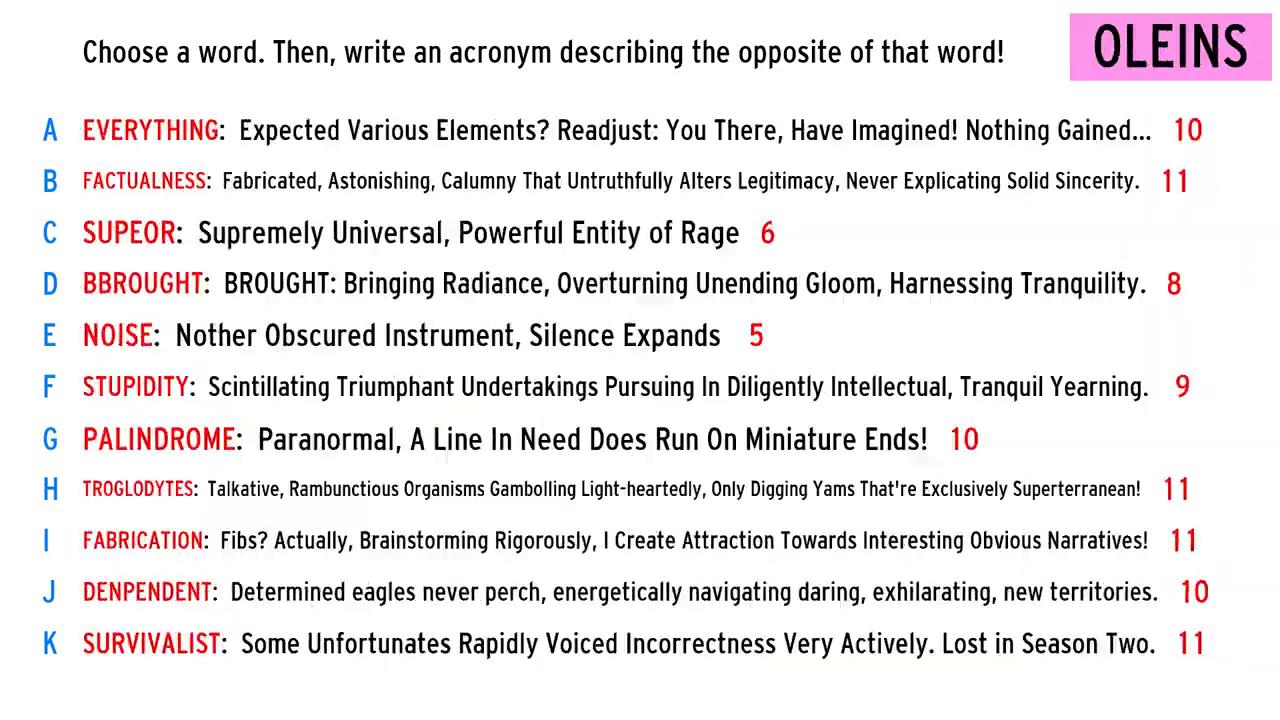 Choose a word. Then, write an acronym describing the opposite of that word!
OLEINS
A EVERYTHING: Expected Various Elements? Readjust: You There, Have Imagined! Nothing Gained... 10
B FACTUALNESS: Fabricated, Astonishing, Calumny That Untruthfully Alters Legitimacy, Never Explicating Solid Sincerity. 11
C SUPEOR: Supremely Universal, Powerful Entity of Rage 6
D BBROUGHT: BROUGHT: Bringing Radiance, Overturning Unending Gloom, Harnessing Tranquility. 8
E NOISE: Nother Obscured Instrument, Silence Expands 5
F STUPIDITY: Scintillating Triumphant Undertakings Pursuing In Diligently Intellectual, Tranquil Yearning. 9
G PALINDROME: Paranormal, A Line In Need Does Run On Miniature Ends! 10
H TROGLODYTES: Talkative, Rambunctious Organisms Gambolling Light-heartedly, Only Digging Yams That're Exclusively Superterranean! 11
I FABRICATION: Fibs? Actually, Brainstorming Rigorously, I Create Attraction Towards Interesting Obvious Narratives! 11
J DENPENDENT: Determined eagles never perch, energetically navigating daring, exhilarating, new territories. 10
K SURVIVALIST: Some Unfortunates Rapidly Voiced Incorrectness Very Actively. Lost in Season Two. 11